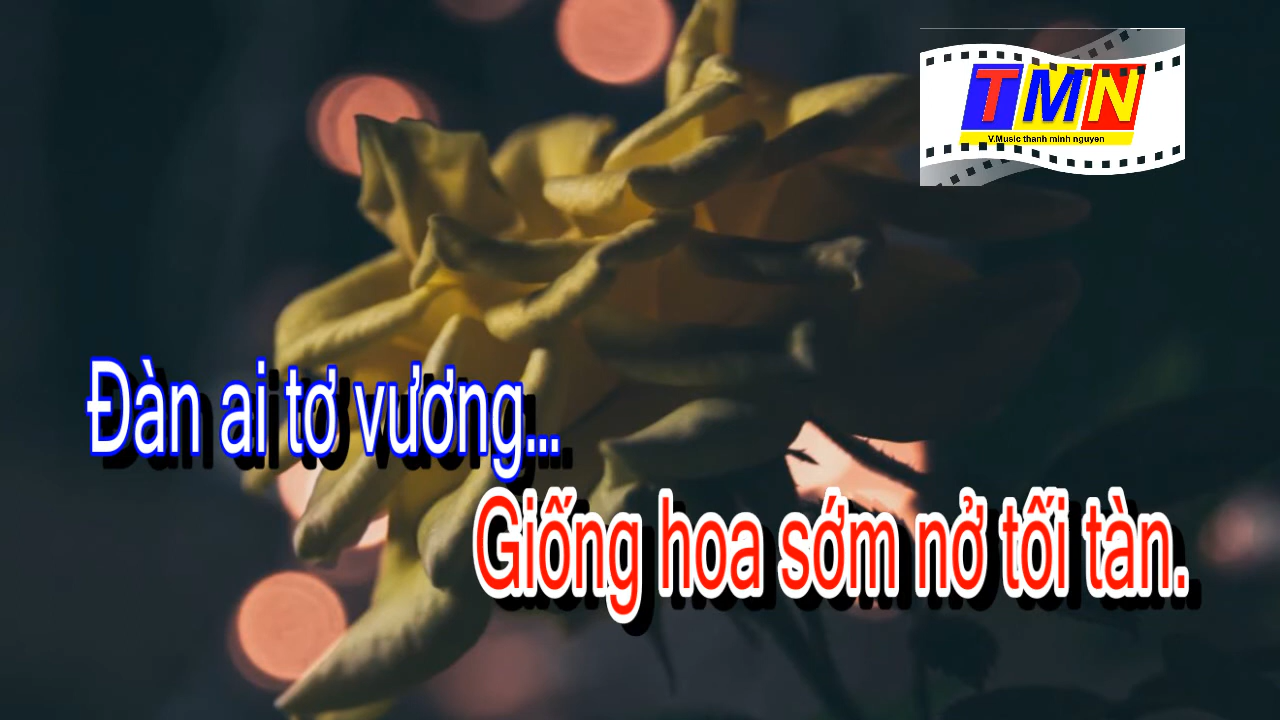 TMN
V.Music thanh minh nguyen
Đàn ai tơ vương...
Giống hoa sớm nở tối tàn.